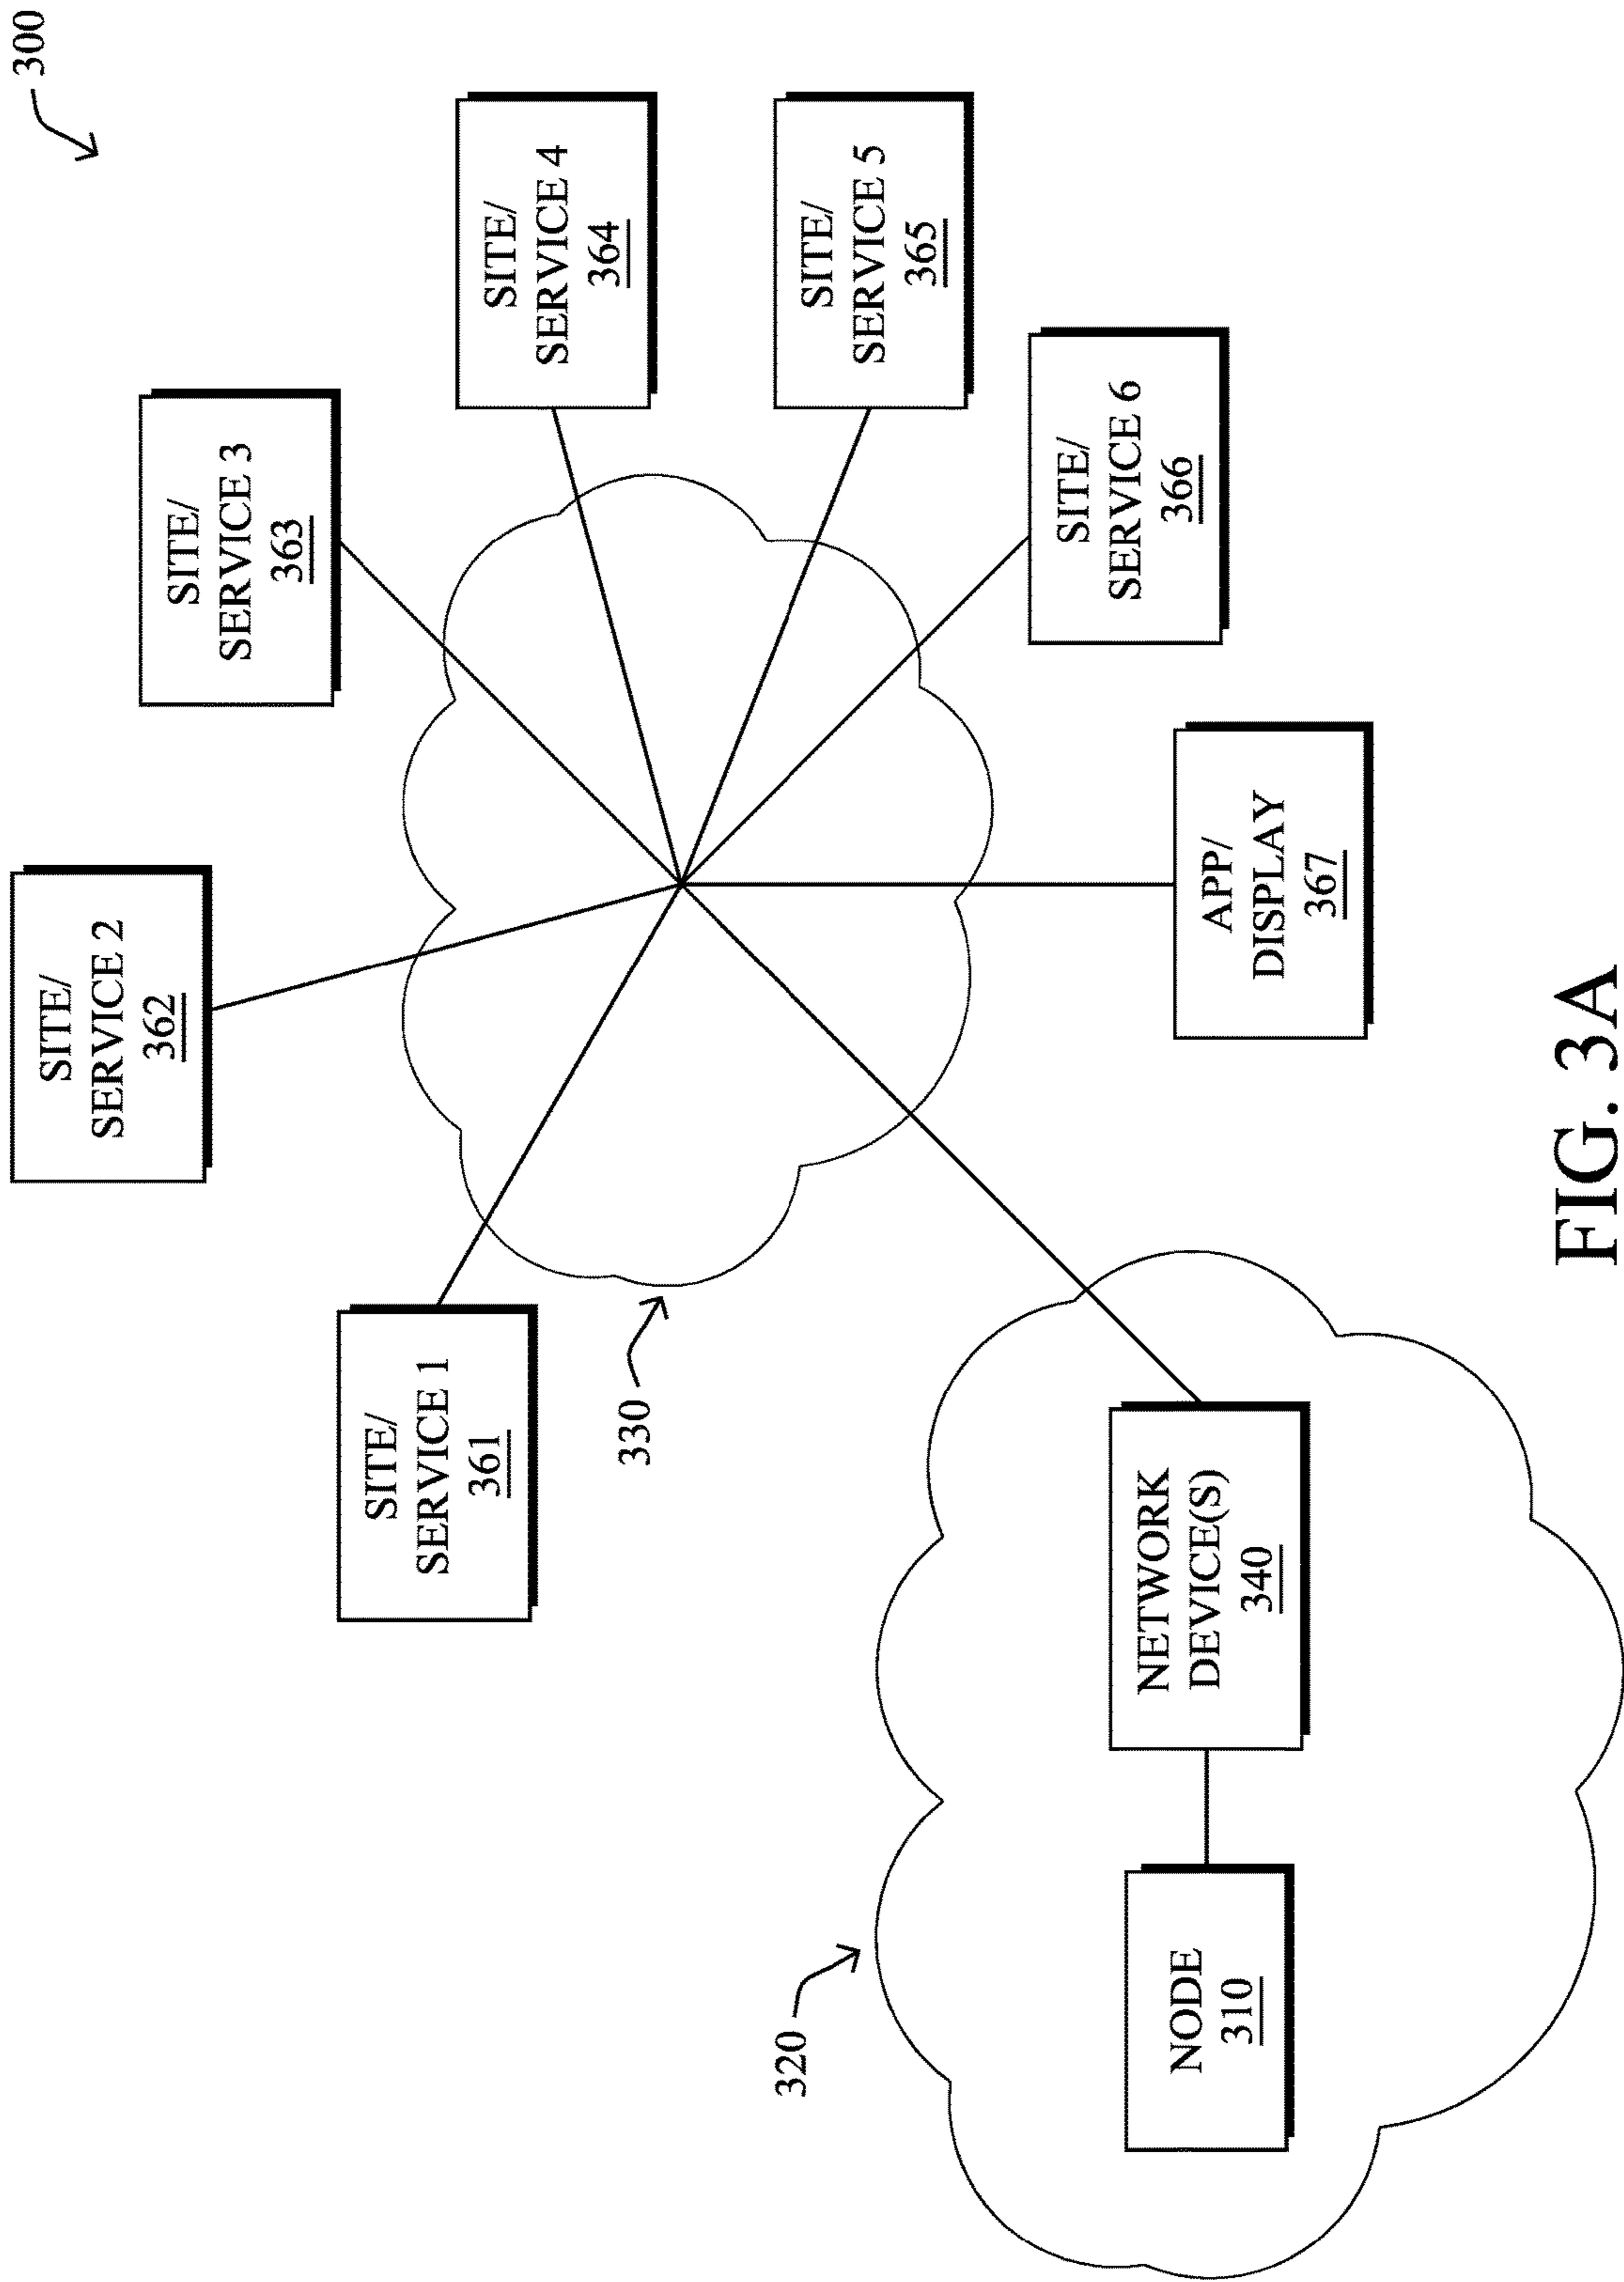 300
SITE/
SERVICE 2
362
SITE/
SERVICE 3
363
SITE/
SERVICE 1
361
SITE/
SERVICE 4
364
330
320
SITE/
SERVICE 5
365
NODE
310
NETWORK
DEVICE(S)
340
APP/
DISPLAY
367
SITE/
SERVICE 6
366
FIG. 3A